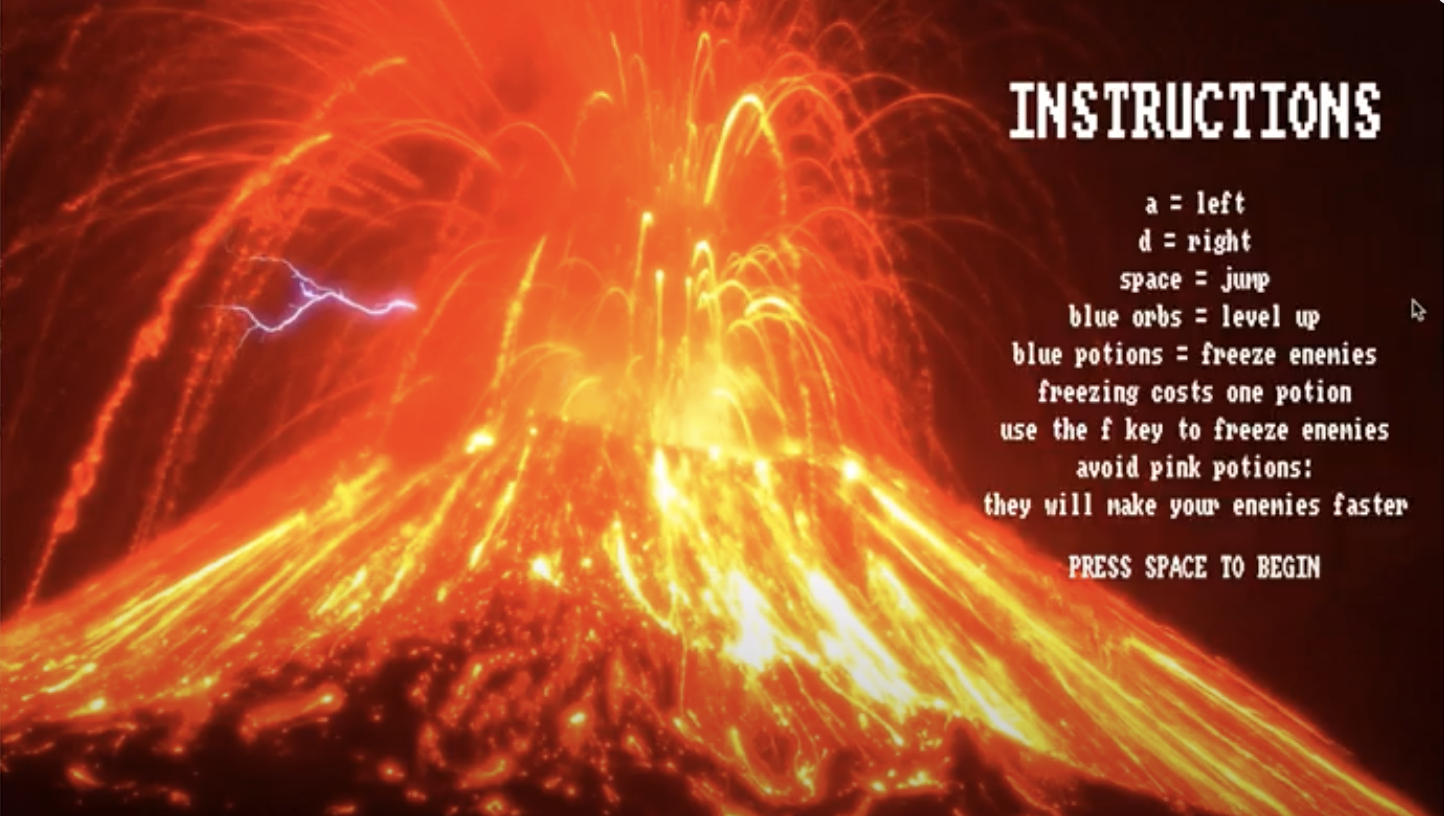 INSTRUCTIONS
a = left
d = right
space = jump
blue orbs = level up
blue potions = freeze enemies
freezing costs one potion
use the f key to freeze enemies
avoid pink potions:
they will make your enemies faster
PRESS SPACE TO BEGIN